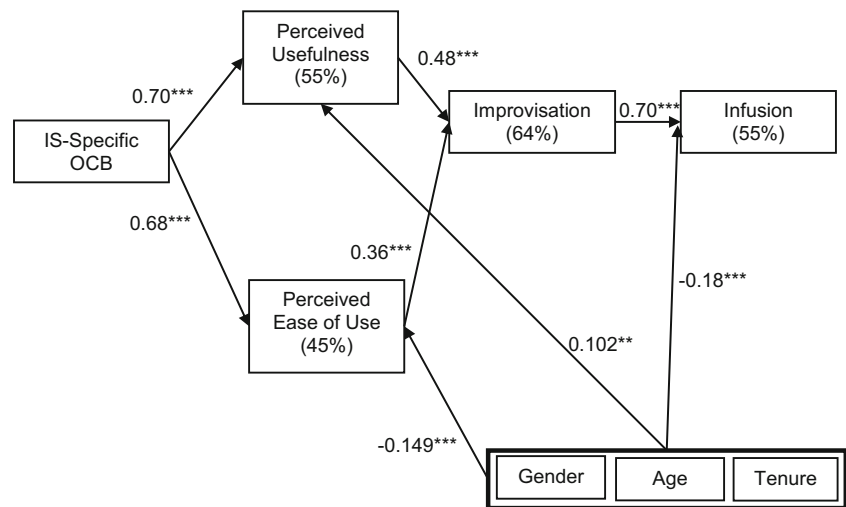 Perceived
Usefulness
(55%)
0.48***
0.70***
Improvisation
(64%)
0.70***
Infusion
(55%)
IS-Specific
OCB
0.68***
0.36***
Perceived
Ease of Use
(45%)
-0.18***
0.102**
-0.149***
Gender
Age
Tenure